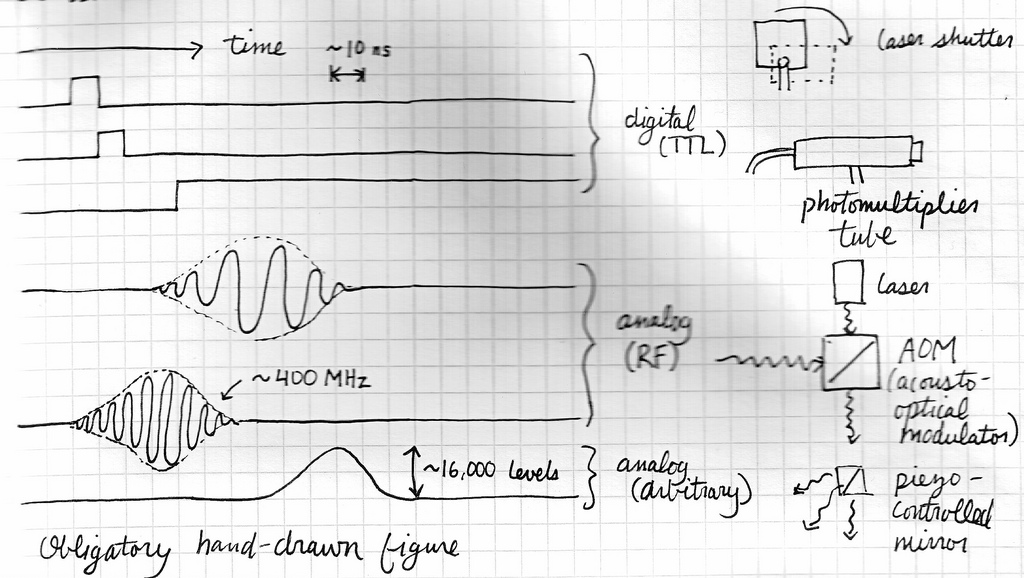 time
~10 ns
laser shutter
digital
(TTL)
photomultiplier
tube
laser
analog
(RF)
AOM
(acousto-
optical
modulator)
~400 MHz
~16,000 levels
analog
(arbitrary)
piezo-
controlled
mirror
Obligatory hand-drawn figure